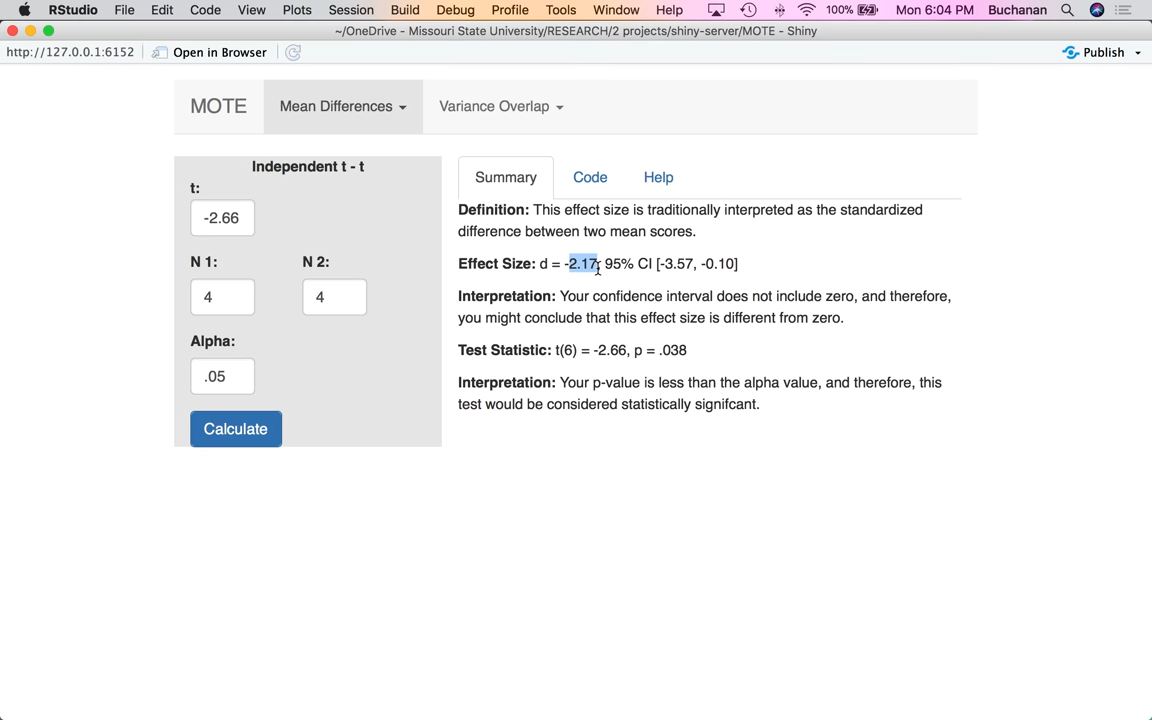 RStudio File Edit Code View Plots Session Build Debug Profile Tools Window Help 100% Mon 6:04 PM Buchanan
~/OneDrive - Missouri State University/RESEARCH/2 projects/shiny-server/MOTE - Shiny
http://127.0.0.1:6152 Open in Browser Publish
MOTE Mean Differences Variance Overlap
Independent t - t
t:
-2.66
N 1: N 2:
4 4
Alpha:
.05
Calculate
Summary Code Help
Definition: This effect size is traditionally interpreted as the standardized
difference between two mean scores.
Effect Size: d = -2.17, 95% CI [-3.57, -0.10]
Interpretation: Your confidence interval does not include zero, and therefore,
you might conclude that this effect size is different from zero.
Test Statistic: t(6) = -2.66, p = .038
Interpretation: Your p-value is less than the alpha value, and therefore, this
test would be considered statistically signifcant.